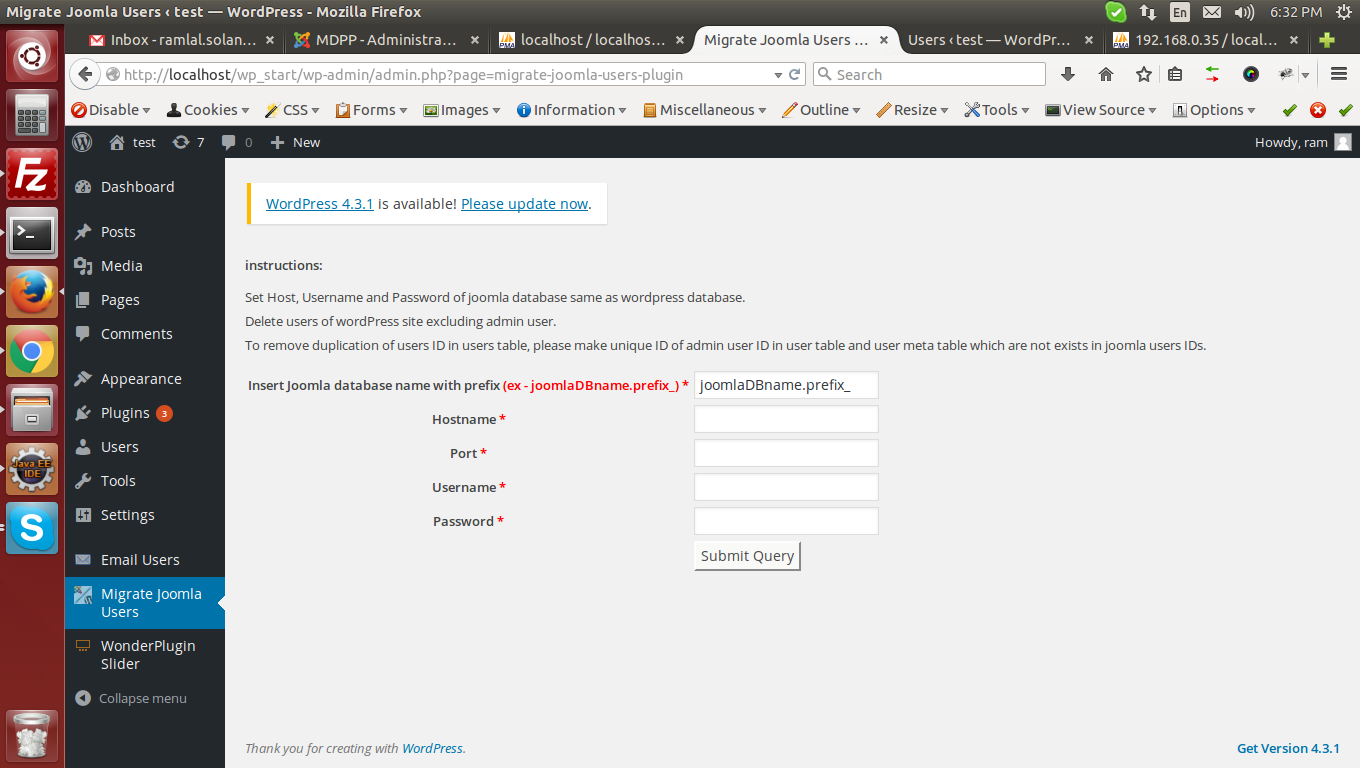 Migrate Joomla Users ‹ test — WordPress - Mozilla Firefox
En
6:32 PM
Inbox - ramlal.solan...
MDPP - Administra...
localhost / localhos...
Migrate Joomla Users ...
Users ‹ test — WordPr...
192.168.0.35 / local...
http://localhost/wp_start/wp-admin/admin.php?page=migrate-joomla-users-plugin
Search
Disable
Cookies
CSS
Forms
Images
Information
Miscellaneous
Outline
Resize
Tools
View Source
Options
test
7
0
New
Howdy, ram
Dashboard
Posts
Media
Pages
Comments
Appearance
Plugins 3
Users
Tools
Settings
Email Users
Migrate Joomla
Users
WonderPlugin
Slider
Collapse menu
WordPress 4.3.1 is available! Please update now.
instructions:
Set Host, Username and Password of joomla database same as wordpress database.
Delete users of wordPress site excluding admin user.
To remove duplication of users ID in users table, please make unique ID of admin user ID in user table and user meta table which are not exists in joomla users IDs.
Insert Joomla database name with prefix (ex - joomlaDBname.prefix_) * joomlaDBname.prefix_
Hostname *
Port *
Username *
Password *
Submit Query
Thank you for creating with WordPress.
Get Version 4.3.1
Fz
Java EE
IDE
S